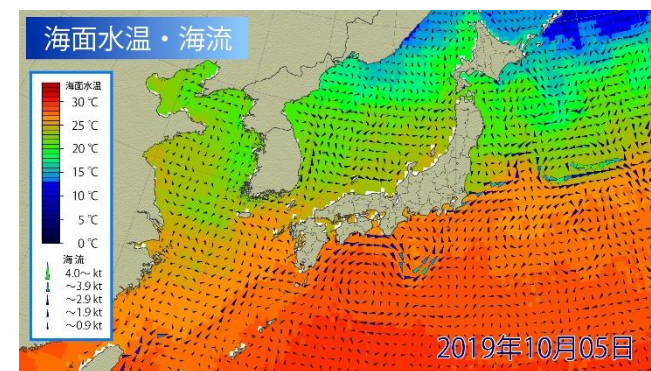 海面水温・海流
海面水温
30 ℃
25 ℃
20 ℃
15 ℃
10 ℃
5 ℃
0 ℃
海 流
4.0〜 kt
〜3.9 kt
〜2.9 kt
〜1.9 kt
〜0.9 kt
2019年10月05日